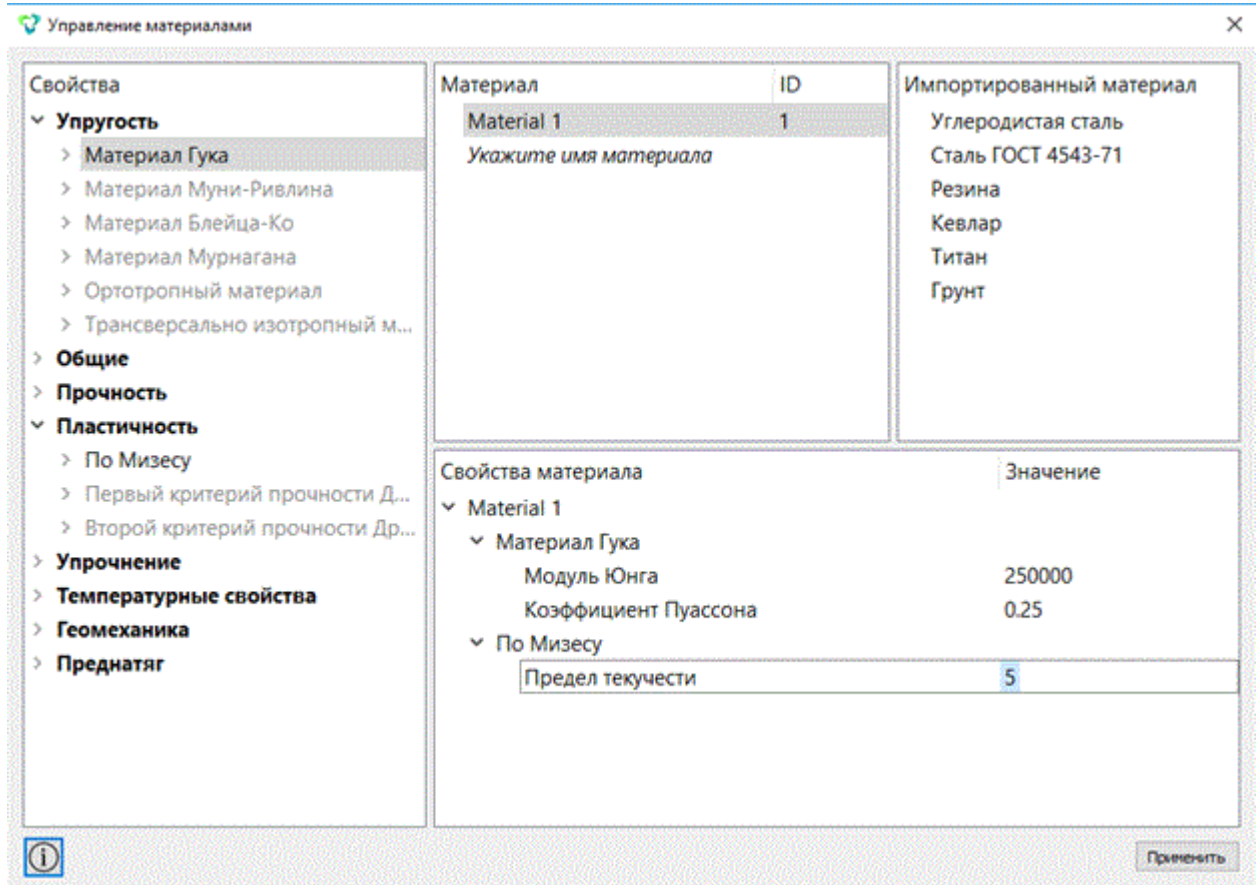 Управление материалами
Свойства
Упругость
Материал Гука
Материал Муни-Ривлина
Материал Блейца-Ко
Материал Мурнагана
Ортотропный материал
Трансверсально изотропный м...
Общие
Прочность
Пластичность
По Мизесу
Первый критерий прочности Д...
Второй критерий прочности Др...
Упрочнение
Температурные свойства
Геомеханика
Преднатяг
Материал ID
Material 1 1
Укажите имя материала
Импортированный материал
Углеродистая сталь
Сталь ГОСТ 4543-71
Резина
Кевлар
Титан
Грунт
Свойства материала Значение
Material 1
Материал Гука
Модуль Юнга 250000
Коэффициент Пуассона 0.25
По Мизесу
Предел текучести 5
Применить